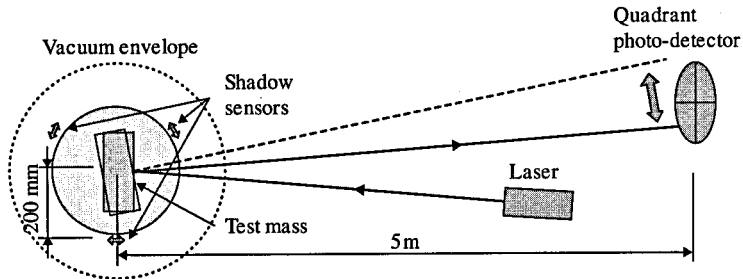 Quadrant
photo-detector
Vacuum envelope
Shadow
sensors
Laser
200 mm
Test mass
5m